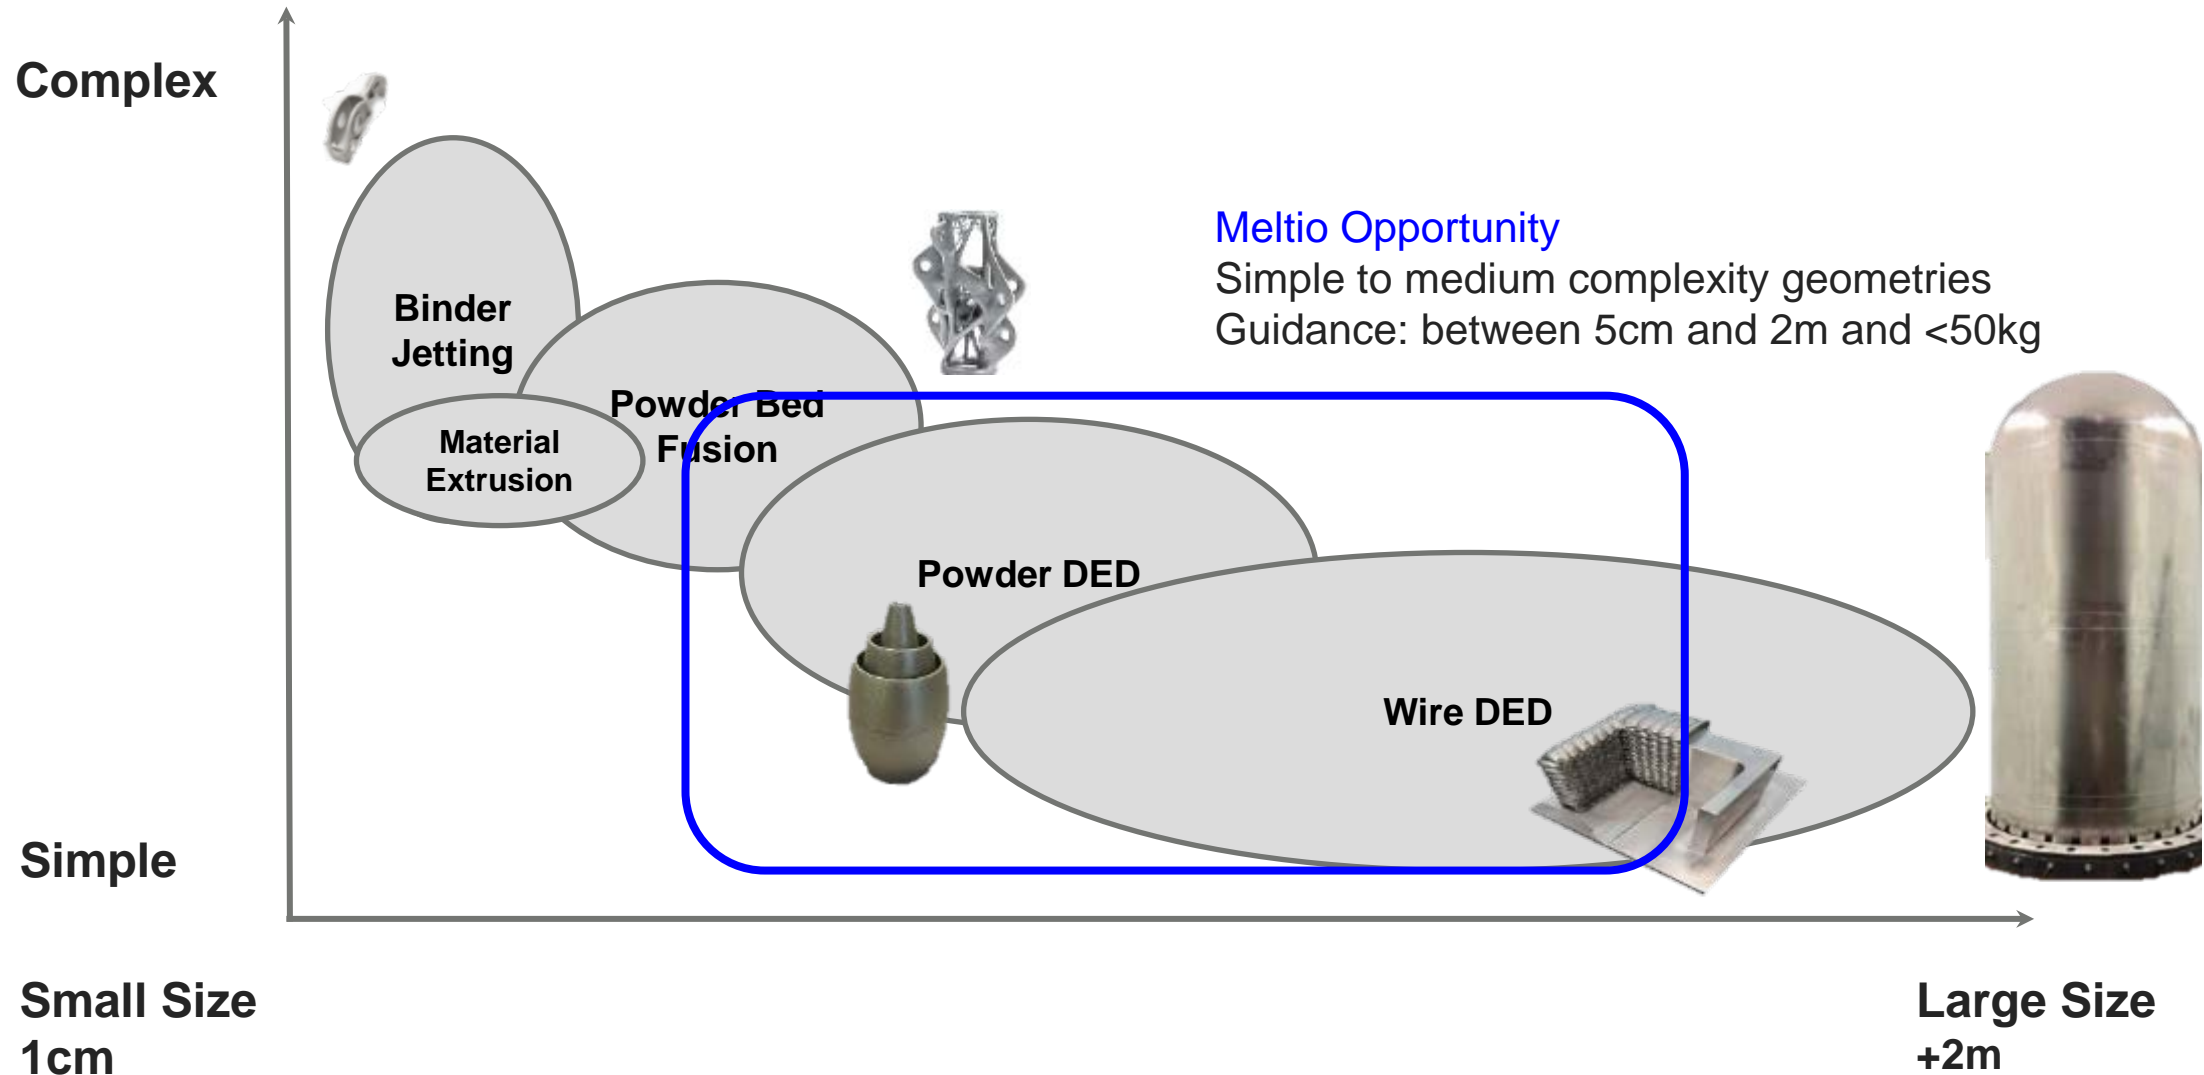 Complex
Meltio Opportunity
Simple to medium complexity geometries
Guidance: between 5cm and 2m and <50kg
Binder
Jetting
Powder Bed
Fusion
Material
Extrusion
Powder DED
Wire DED
Simple
Small Size
1cm
Large Size
+2m